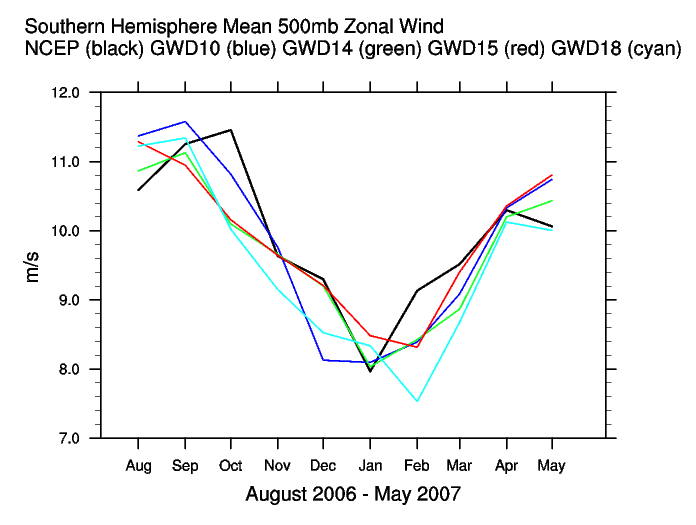 Southern Hemisphere Mean 500mb Zonal Wind
NCEP (black) GWD10 (blue) GWD14 (green) GWD15 (red) GWD18 (cyan)
12.0
11.0
10.0
9.0
8.0
7.0
m/s
Aug Sep Oct Nov Dec Jan Feb Mar Apr May
August 2006 - May 2007